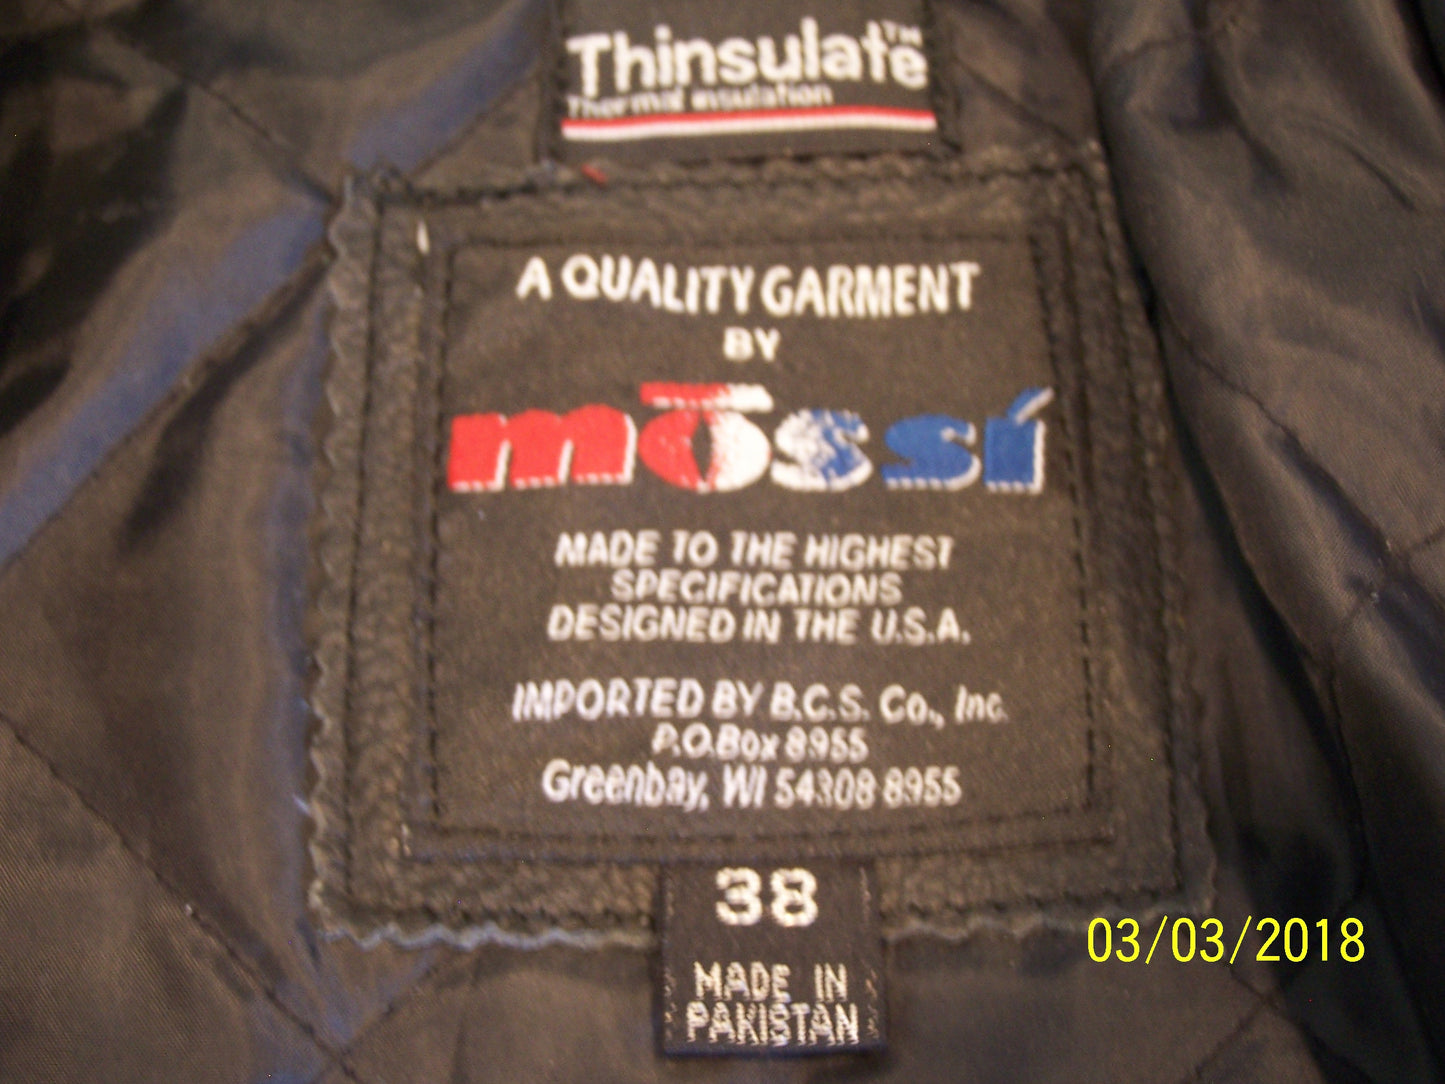 Thinsulate™
Thermal insulation
A QUALITY GARMENT
BY
mōssí
MADE TO THE HIGHEST
SPECIFICATIONS
DESIGNED IN THE U.S.A.
IMPORTED BY B.C.S. Co., Inc.
P.O.Box 8955
Greenbay, WI 54308-8955
38
MADE IN
PAKISTAN
03/03/2018